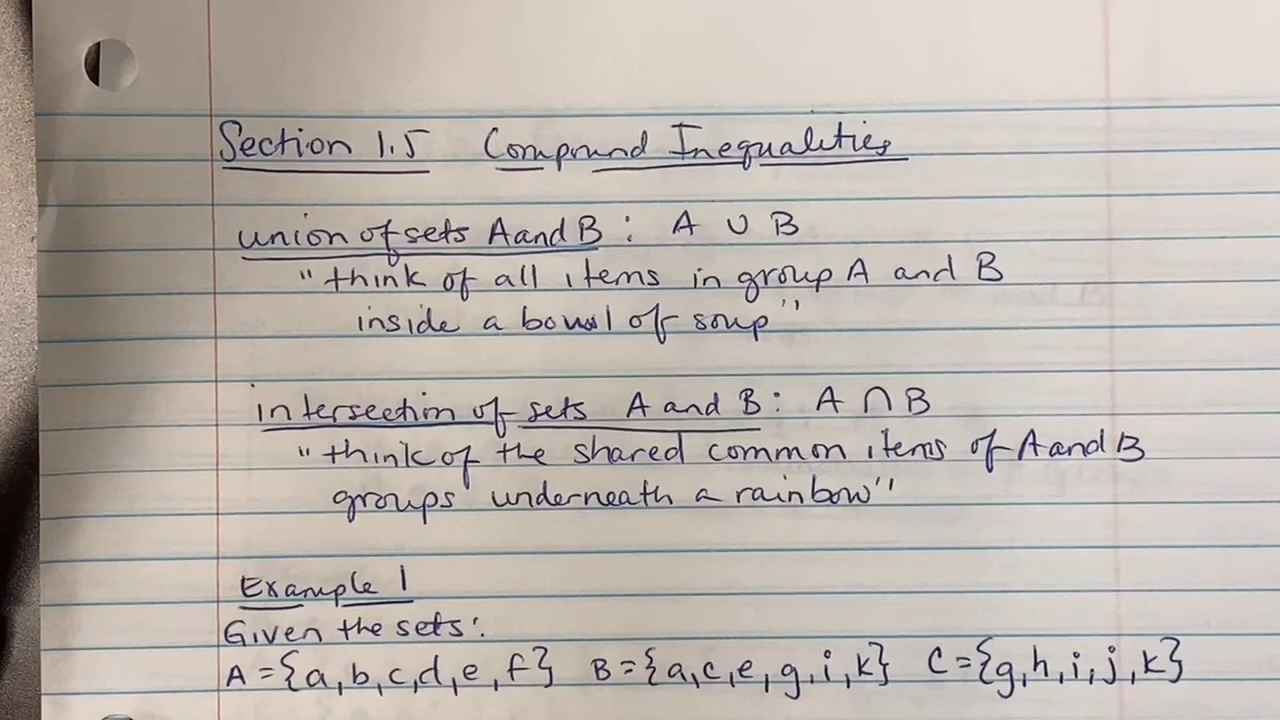 Section 1.5 Compound Inequalities
union of sets A and B : A ∪ B
"think of all items in group A and B
inside a bowl of soup"
intersection of sets A and B : A ∩ B
"think of the shared common items of A and B
groups underneath a rainbow"
Example 1
Given the sets:
A = {a, b, c, d, e, f} B = {a, c, e, g, i, k} C = {g, h, i, j, k}